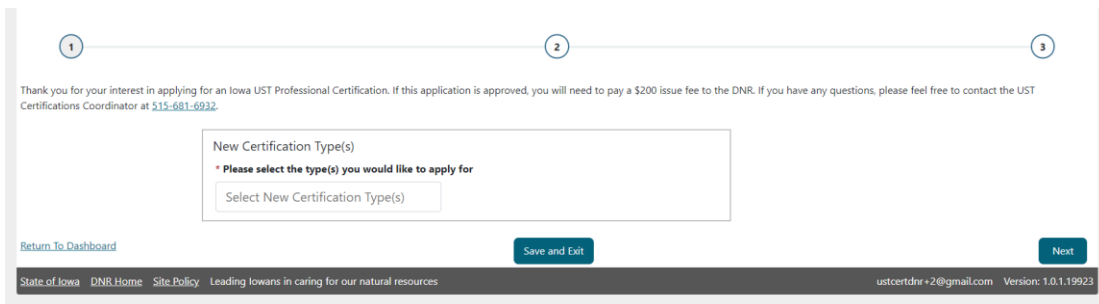 1 2 3
Thank you for your interest in applying for an Iowa UST Professional Certification. If this application is approved, you will need to pay a $200 issue fee to the DNR. If you have any questions, please feel free to contact the UST
Certifications Coordinator at 515-681-6932.
New Certification Type(s)
* Please select the type(s) you would like to apply for
Select New Certification Type(s)
Return To Dashboard Save and Exit Next
State of Iowa DNR Home Site Policy Leading Iowans in caring for our natural resources ustcertdnr+2@gmail.com Version: 1.0.1.19923